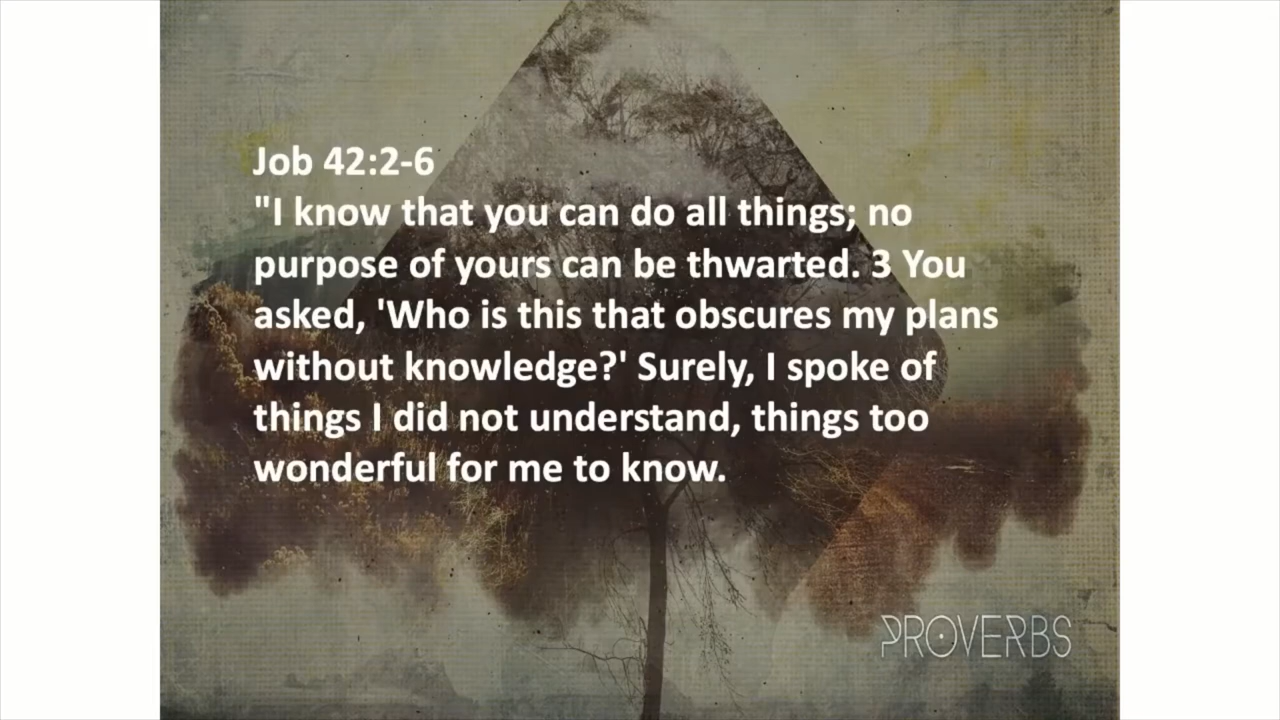 Job 42:2-6
"I know that you can do all things; no
purpose of yours can be thwarted. 3 You
asked, 'Who is this that obscures my plans
without knowledge?' Surely, I spoke of
things I did not understand, things too
wonderful for me to know.
PROVERBS